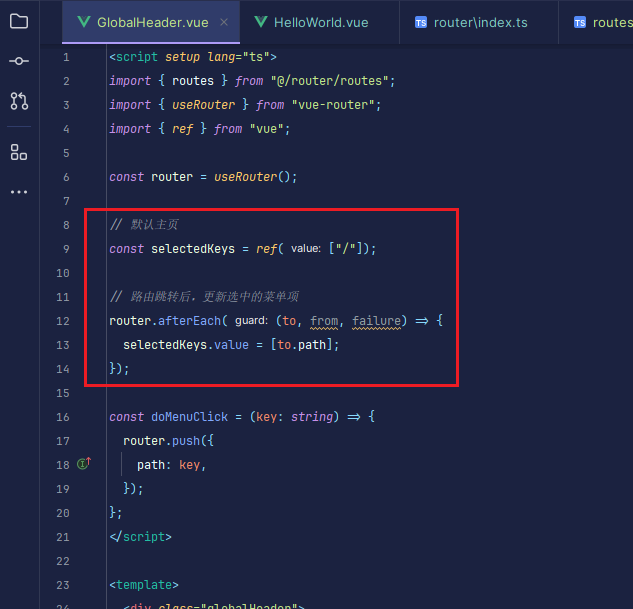 GlobalHeader.vue × HelloWorld.vue TS router\index.ts TS routes
1 <script setup lang="ts">
2 import { routes } from "@/router/routes";
3 import { useRouter } from "vue-router";
4 import { ref } from "vue";
5
6 const router = useRouter();
7
8 // 默认主页
9 const selectedKeys = ref( value: ["/"]);
10
11 // 路由跳转后，更新选中的菜单项
12 router.afterEach( guard: (to, from, failure) => {
13 selectedKeys.value = [to.path];
14 });
15
16 const doMenuClick = (key: string) => {
17 router.push({
18 path: key,
19 });
20 };
21 </script>
22
23 <template>
24 <div class="globalHeader">